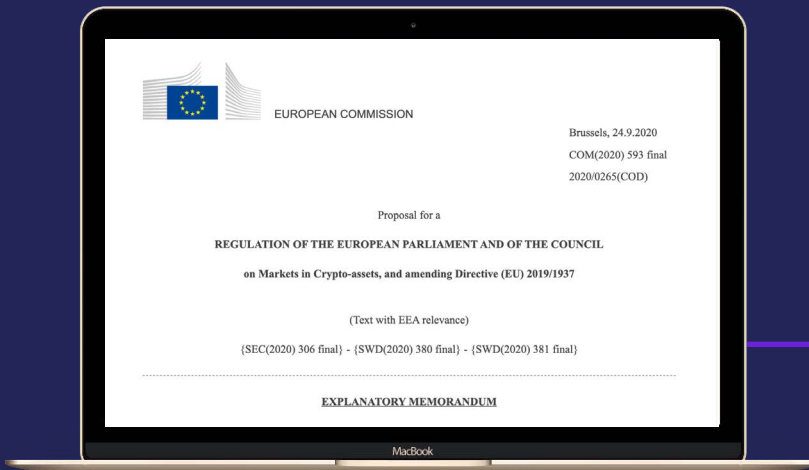 EUROPEAN COMMISSION
Brussels, 24.9.2020
COM(2020) 593 final
2020/0265(COD)
Proposal for a
REGULATION OF THE EUROPEAN PARLIAMENT AND OF THE COUNCIL
on Markets in Crypto-assets, and amending Directive (EU) 2019/1937
(Text with EEA relevance)
{SEC(2020) 306 final} - {SWD(2020) 380 final} - {SWD(2020) 381 final}
EXPLANATORY MEMORANDUM
MacBook